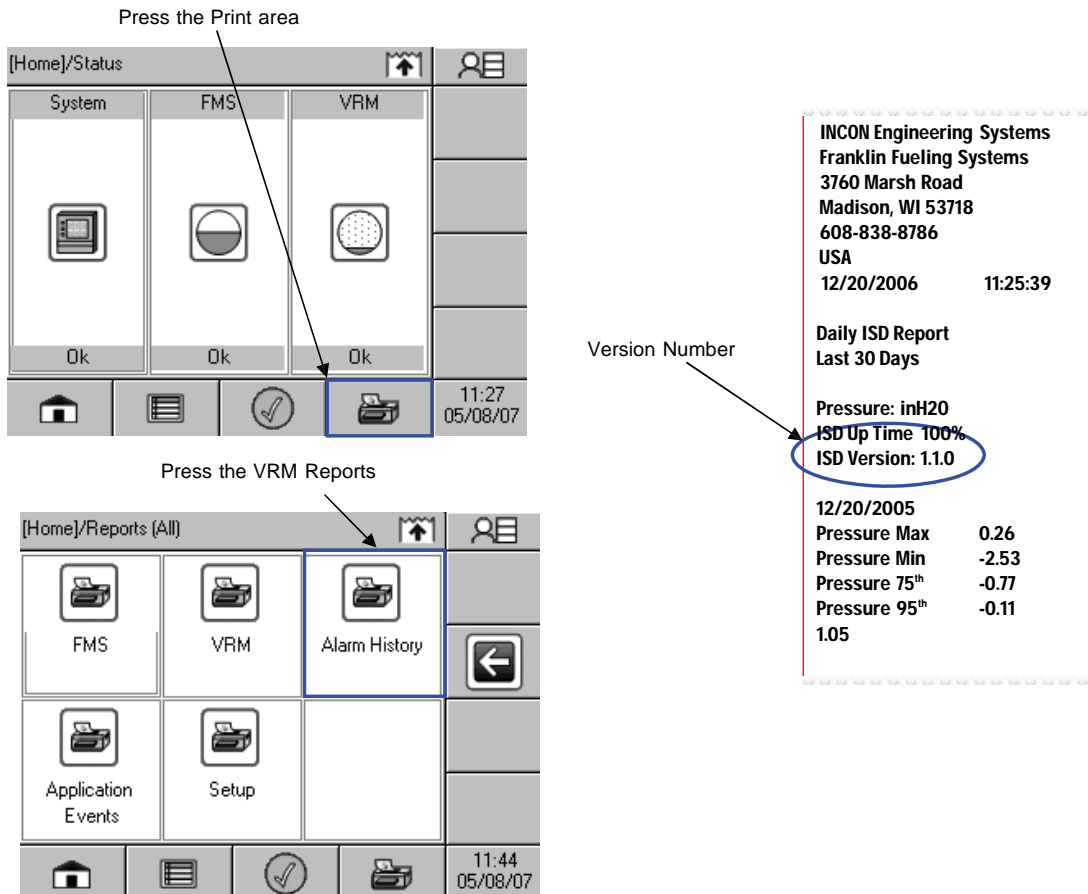 Press the Print area
[Home]/Status
System FMS VRM
Ok Ok Ok
11:27
05/08/07
Press the VRM Reports
[Home]/Reports (All)
FMS VRM Alarm History
Application
Events
Setup
11:44
05/08/07
INCON Engineering Systems
Franklin Fueling Systems
3760 Marsh Road
Madison, WI 53718
608-838-8786
USA
12/20/2006 11:25:39
Daily ISD Report
Last 30 Days
Version Number
Pressure: inH20
ISD Up Time 100%
ISD Version: 1.1.0
12/20/2005
Pressure Max 0.26
Pressure Min -2.53
Pressure 75th -0.77
Pressure 95th -0.11
1.05